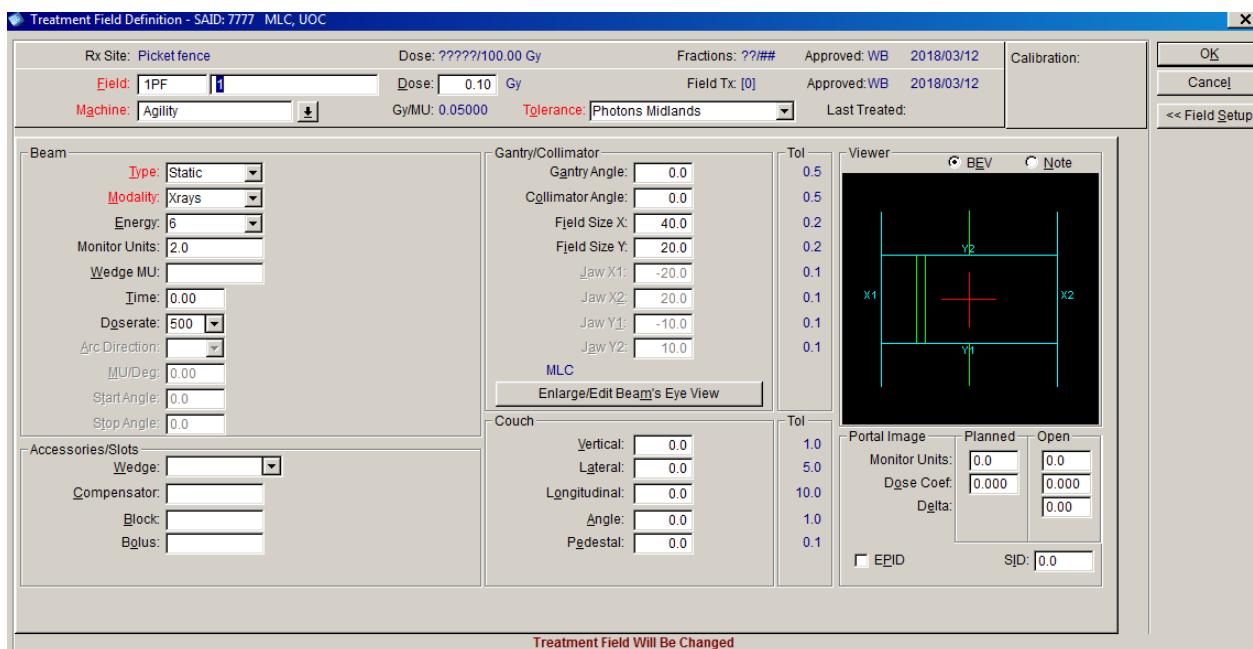 Treatment Field Definition - SAID: 7777 MLC, UOC
Rx Site: Picket fence Dose: ?????/100.00 Gy Fractions: ??/## Approved: WB 2018/03/12 Calibration: OK
Field: 1PF 1 Dose: 0.10 Gy Field Tx: [0] Approved:WB 2018/03/12 Cancel
Machine: Agility Gy/MU: 0.05000 Tolerance: Photons Midlands Last Treated: << Field Setup
Beam Gantry/Collimator Tol Viewer BEV Note
Type: Static Gantry Angle: 0.0 0.5
Modality: Xrays Collimator Angle: 0.0 0.5
Energy: 6 Field Size X: 40.0 0.2
Monitor Units: 2.0 Field Size Y: 20.0 0.2 Y2
Wedge MU: Jaw X1: -20.0 0.1
Time: 0.00 Jaw X2: 20.0 0.1 X1 X2
Doserate: 500 Jaw Y1: -10.0 0.1
Arc Direction: Jaw Y2: 10.0 0.1 Y1
MU/Deg: 0.00 MLC
Start Angle: 0.0 Enlarge/Edit Beam's Eye View
Stop Angle: 0.0 Couch Tol
Accessories/Slots Vertical: 0.0 1.0 Portal Image Planned Open
Wedge: Lateral: 0.0 5.0 Monitor Units: 0.0 0.0
Compensator: Longitudinal: 0.0 10.0 Dose Coef: 0.000 0.000
Block: Angle: 0.0 1.0 Delta: 0.00
Bolus: Pedestal: 0.0 0.1
EPID SID: 0.0
Treatment Field Will Be Changed